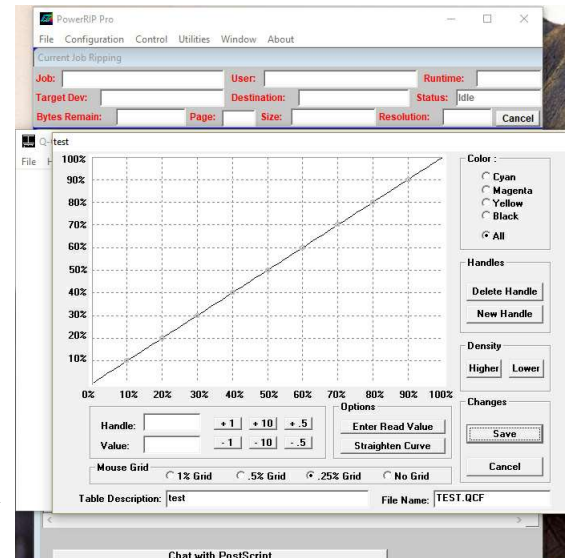 PowerRIP Pro
File Configuration Control Utilities Window About
Current Job Ripping
Job: User: Runtime:
Target Dev: Destination: Status: Idle
Bytes Remain: Page: Size: Resolution: Cancel
test
File
100%
90%
80%
70%
60%
50%
40%
30%
20%
10%
0% 10% 20% 30% 40% 50% 60% 70% 80% 90% 100%
Color :
Cyan
Magenta
Yellow
Black
All
Handles
Delete Handle
New Handle
Density
Higher Lower
Changes
Save
Cancel
Handle: +1 +10 +.5
Value: -1 -10 -.5
Options
Enter Read Value
Straighten Curve
Mouse Grid
1% Grid .5% Grid .25% Grid No Grid
Table Description: test File Name: TEST.QCF
Chat with PostScript